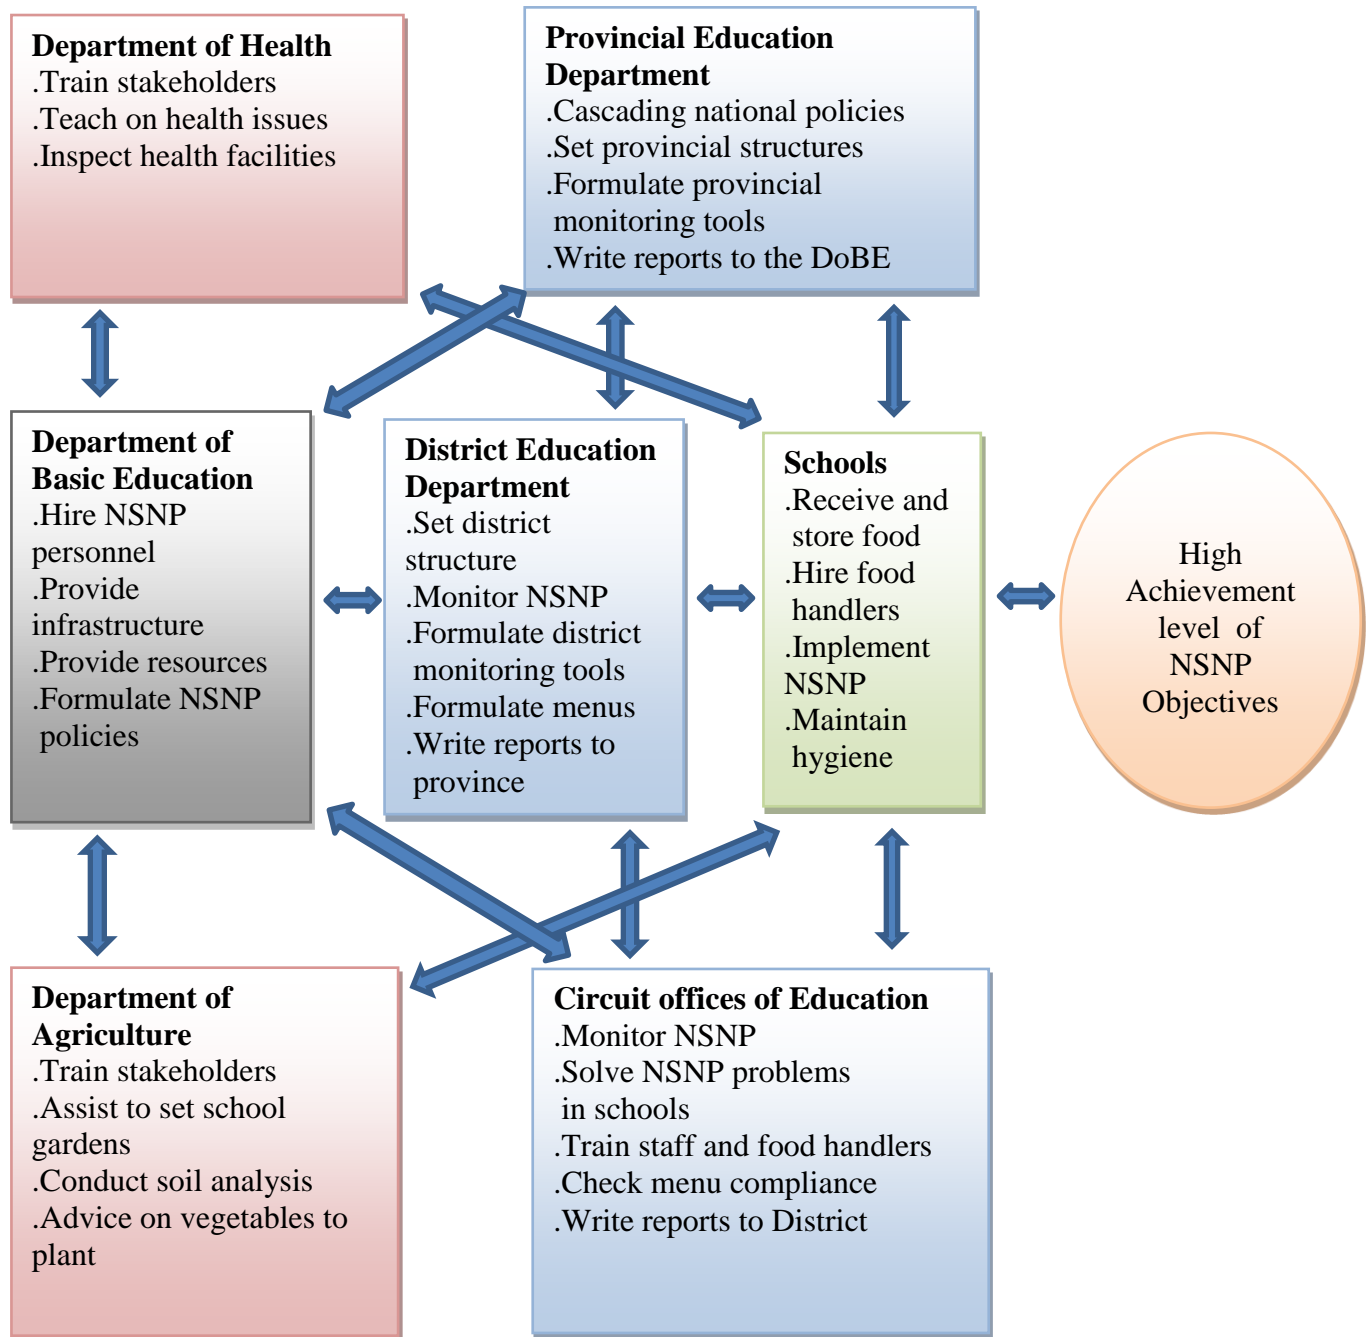 Department of Health
.Train stakeholders
.Teach on health issues
.Inspect health facilities
Provincial Education
Department
.Cascading national policies
.Set provincial structures
.Formulate provincial
monitoring tools
.Write reports to the DoBE
Department of
Basic Education
.Hire NSNP
personnel
.Provide
infrastructure
.Provide resources
.Formulate NSNP
policies
District Education
Department
.Set district
structure
.Monitor NSNP
.Formulate district
monitoring tools
.Formulate menus
.Write reports to
province
Schools
.Receive and
store food
.Hire food
handlers
.Implement
NSNP
.Maintain
hygiene
High
Achievement
level of
NSNP
Objectives
Department of
Agriculture
.Train stakeholders
.Assist to set school
gardens
.Conduct soil analysis
.Advice on vegetables to
plant
Circuit offices of Education
.Monitor NSNP
.Solve NSNP problems
in schools
.Train staff and food handlers
.Check menu compliance
.Write reports to District